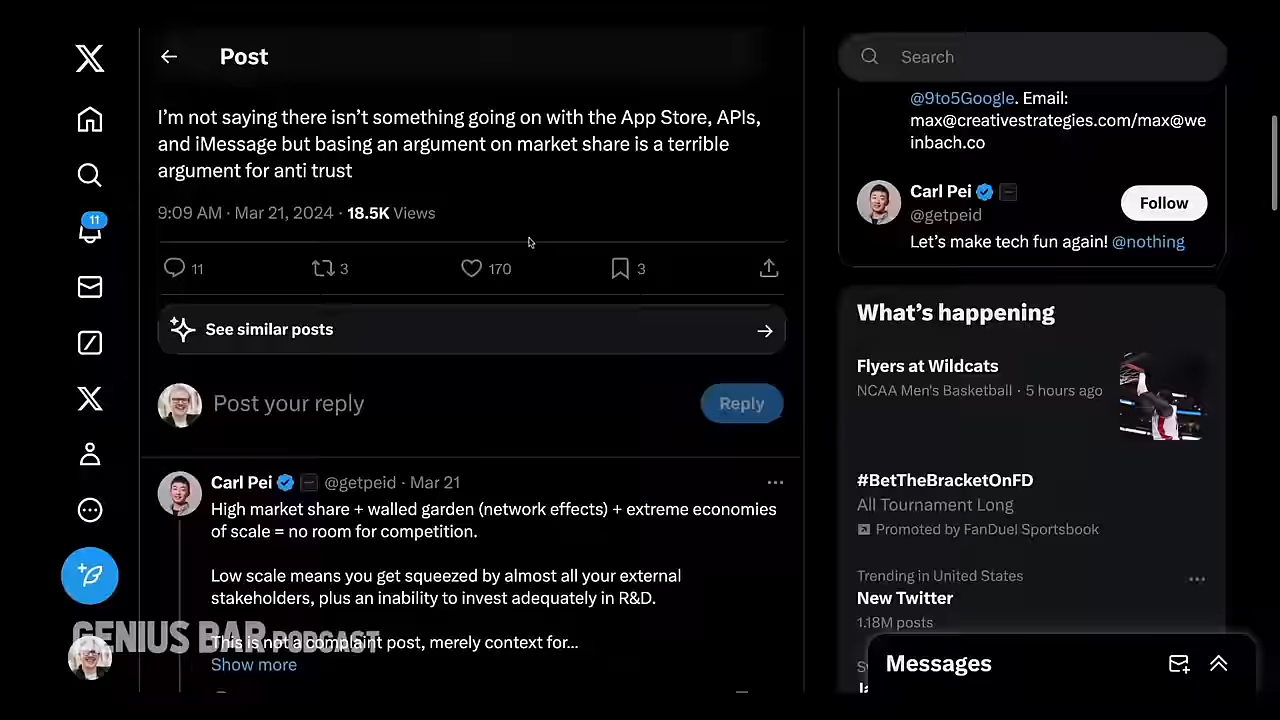 Post
I'm not saying there isn't something going on with the App Store, APIs,
and iMessage but basing an argument on market share is a terrible
argument for anti trust
9:09 AM · Mar 21, 2024 · 18.5K Views
11
3
170
3
See similar posts
Post your reply
Reply
Carl Pei @getpeid · Mar 21
High market share + walled garden (network effects) + extreme economies
of scale = no room for competition.
Low scale means you get squeezed by almost all your external
stakeholders, plus an inability to invest adequately in R&D.
This is not a complaint post, merely context for...
Show more
GENIUS BAR PODCAST
11
Search
@9to5Google. Email:
max@creativestrategies.com/max@we
inbach.co
Carl Pei
@getpeid
Follow
Let's make tech fun again! @nothing
What's happening
Flyers at Wildcats
NCAA Men's Basketball · 5 hours ago
#BetTheBracketOnFD
All Tournament Long
Promoted by FanDuel Sportsbook
Trending in United States
New Twitter
1.18M posts
Messages